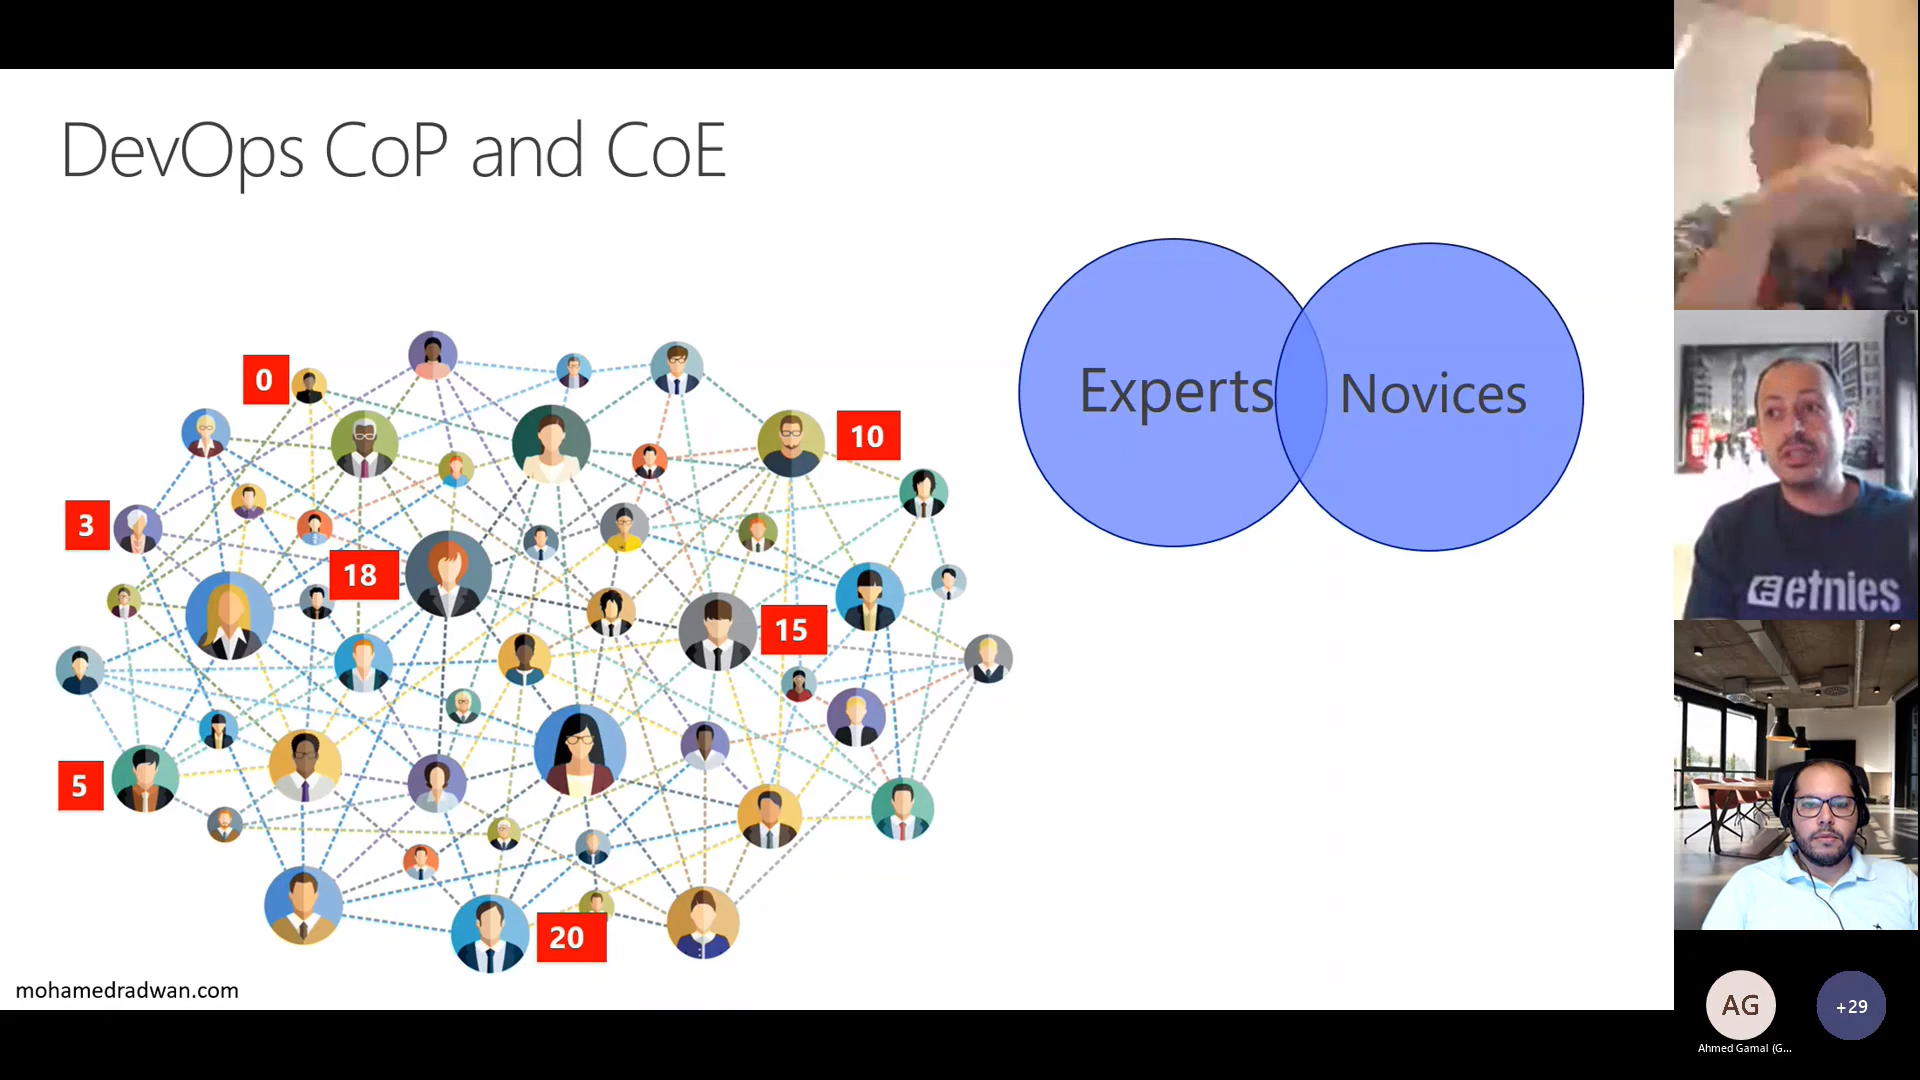 DevOps CoP and CoE
0
10
3
18
15
5
20
Experts
Novices
mohamedradwan.com
etnies
AG
+29
Ahmed Gamal (G...